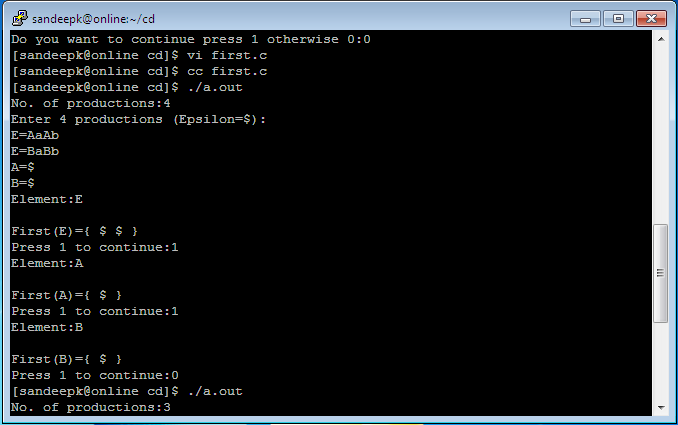 sandeepk@online:~/cd
Do you want to continue press 1 otherwise 0:0
[sandeepk@online cd]$ vi first.c
[sandeepk@online cd]$ cc first.c
[sandeepk@online cd]$ ./a.out
No. of productions:4
Enter 4 productions (Epsilon=$):
E=AaAb
E=BaBb
A=$
B=$
Element:E
First(E)={ $ $ }
Press 1 to continue:1
Element:A
First(A)={ $ }
Press 1 to continue:1
Element:B
First(B)={ $ }
Press 1 to continue:0
[sandeepk@online cd]$ ./a.out
No. of productions:3